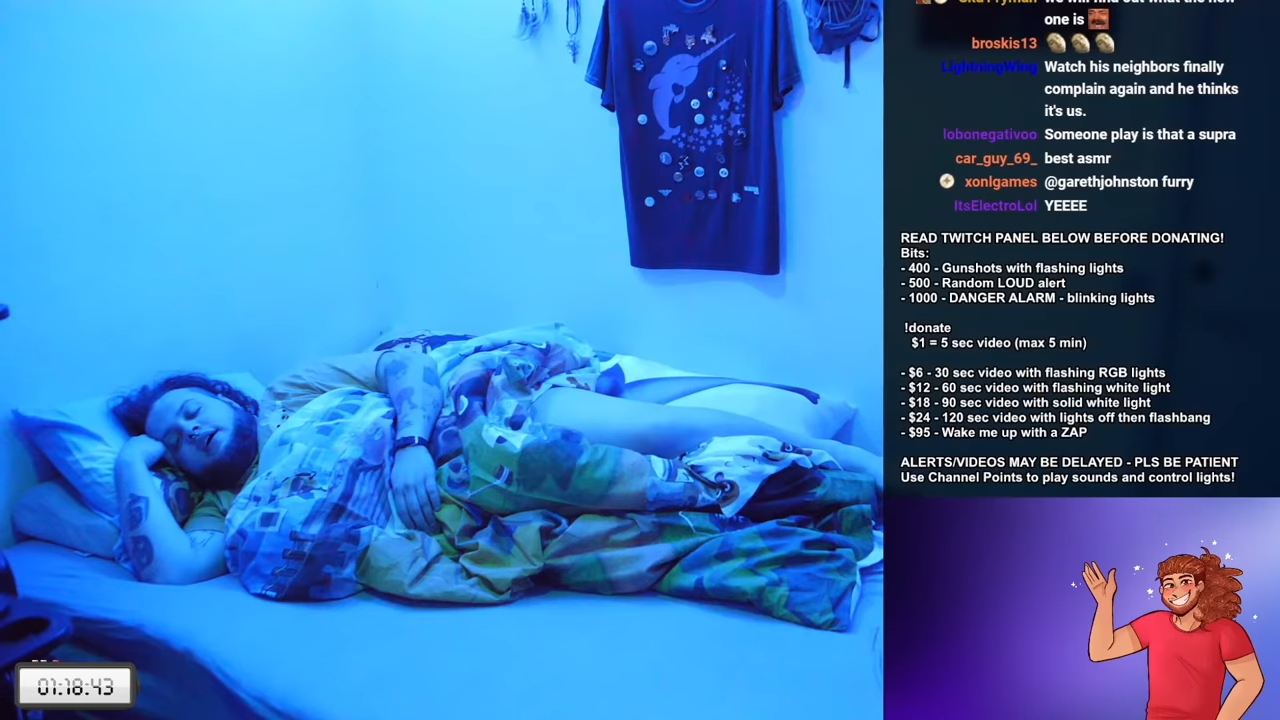 one is
broskis13
LightningWing Watch his neighbors finally
complain again and he thinks
it's us.
lobonegativoo Someone play is that a supra
car_guy_69_ best asmr
xonlgames @garethjohnston furry
ItsElectroLol YEEEE
READ TWITCH PANEL BELOW BEFORE DONATING!
Bits:
- 400 - Gunshots with flashing lights
- 500 - Random LOUD alert
- 1000 - DANGER ALARM - blinking lights
!donate
$1 = 5 sec video (max 5 min)
- $6 - 30 sec video with flashing RGB lights
- $12 - 60 sec video with flashing white light
- $18 - 90 sec video with solid white light
- $24 - 120 sec video with lights off then flashbang
- $95 - Wake me up with a ZAP
ALERTS/VIDEOS MAY BE DELAYED - PLS BE PATIENT
Use Channel Points to play sounds and control lights!
01:18:43